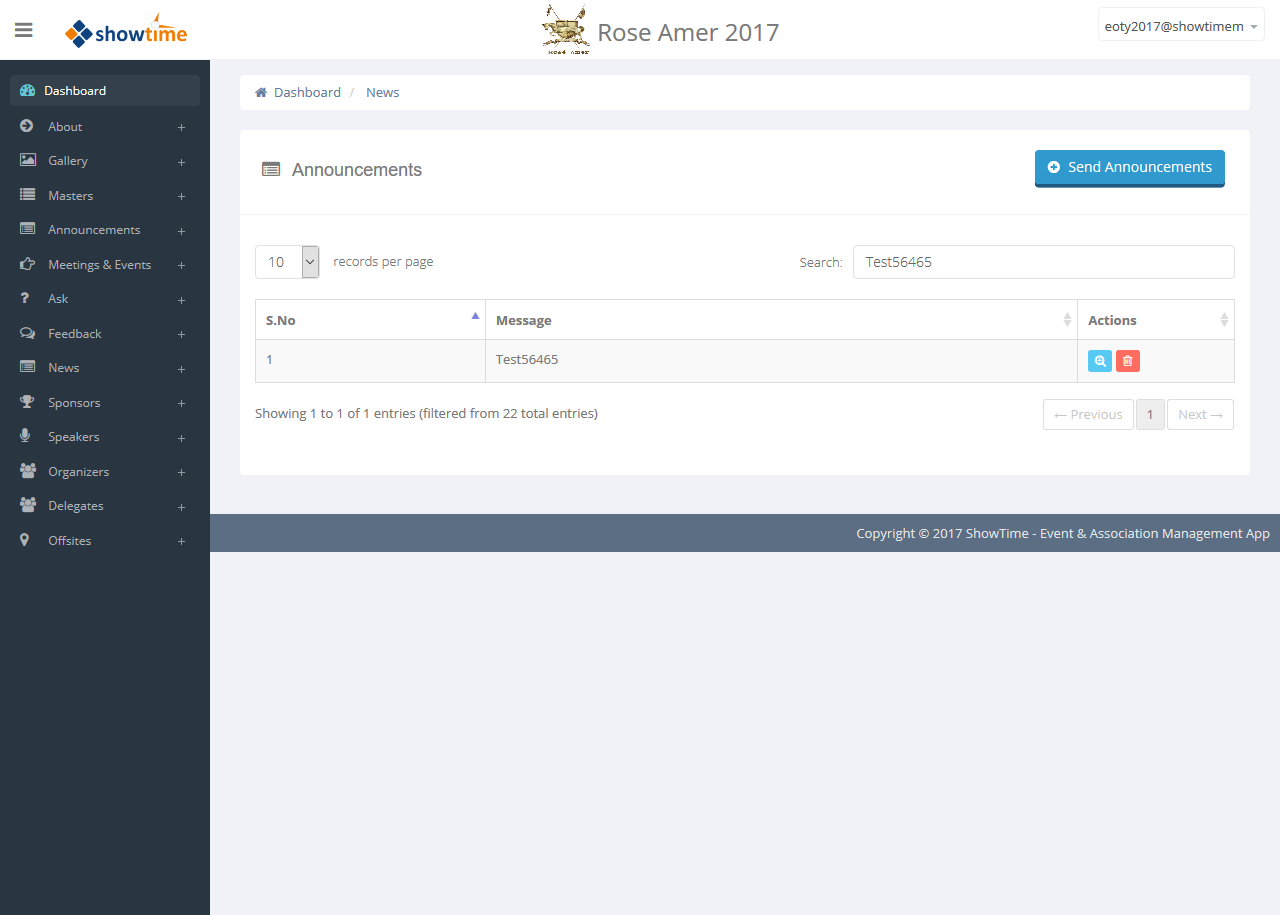 showtime
Rose Amer 2017
eoty2017@showtimem
Dashboard
About +
Gallery +
Masters +
Announcements +
Meetings & Events +
Ask +
Feedback +
News +
Sponsors +
Speakers +
Organizers +
Delegates +
Offsites +
Dashboard / News
Announcements
Send Announcements
10 records per page
Search: Test56465
S.No Message Actions
1 Test56465
Showing 1 to 1 of 1 entries (filtered from 22 total entries)
← Previous 1 Next →
Copyright © 2017 ShowTime - Event & Association Management App